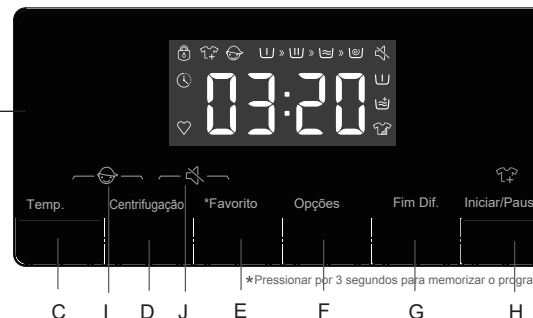 03:20
Temp. Centrifugação *Favorito Opções Fim Dif. Iniciar/Paus
*Pressionar por 3 segundos para memorizar o progra
C I D J E F G H